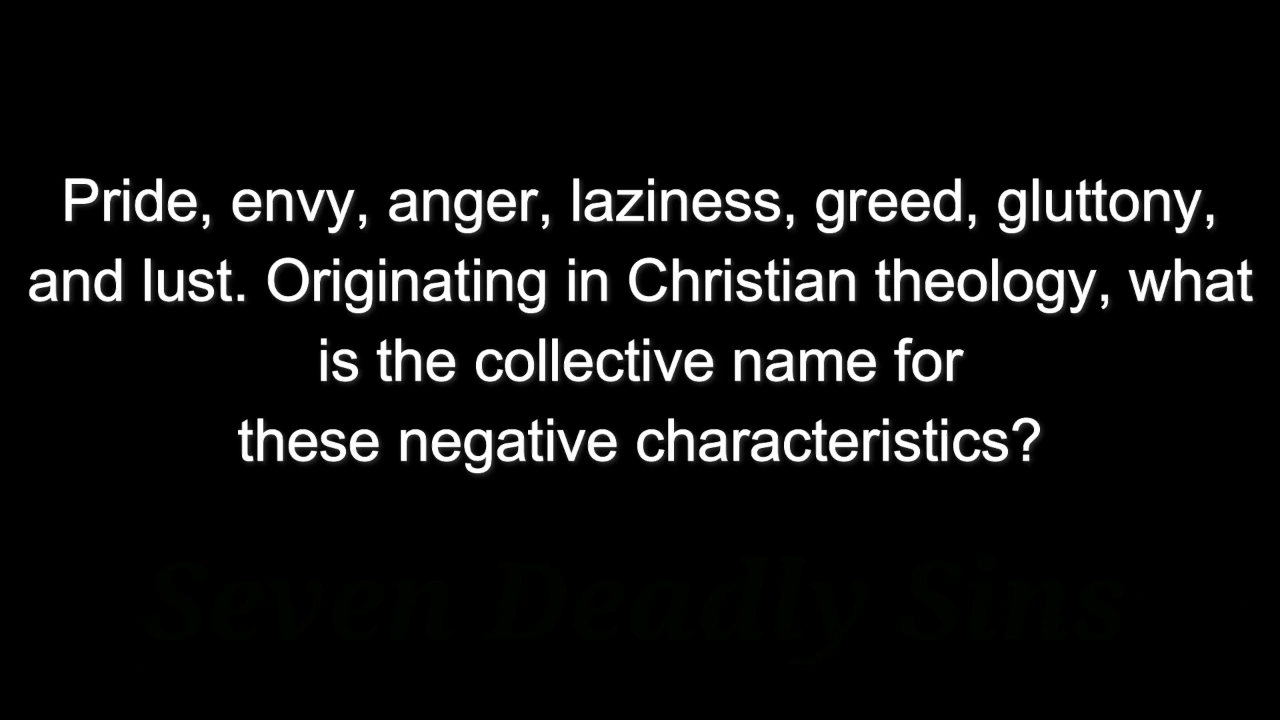 Pride, envy, anger, laziness, greed, gluttony,
and lust. Originating in Christian theology, what
is the collective name for
these negative characteristics?
Seven Deadly Sins